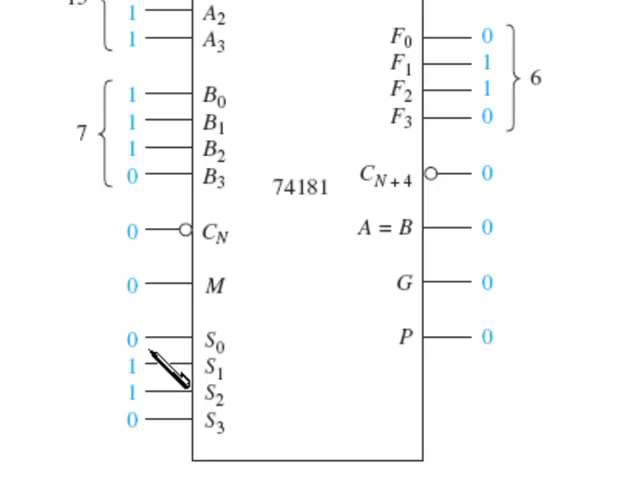 1 A2
1 A3
F0 0
F1 1
F2 1
F3 0
6
1 B0
1 B1
1 B2
0 B3
7
74181
CN+4 0
0 CN
A = B 0
0 M
G 0
0 S0
P 0
1 S1
1 S2
0 S3